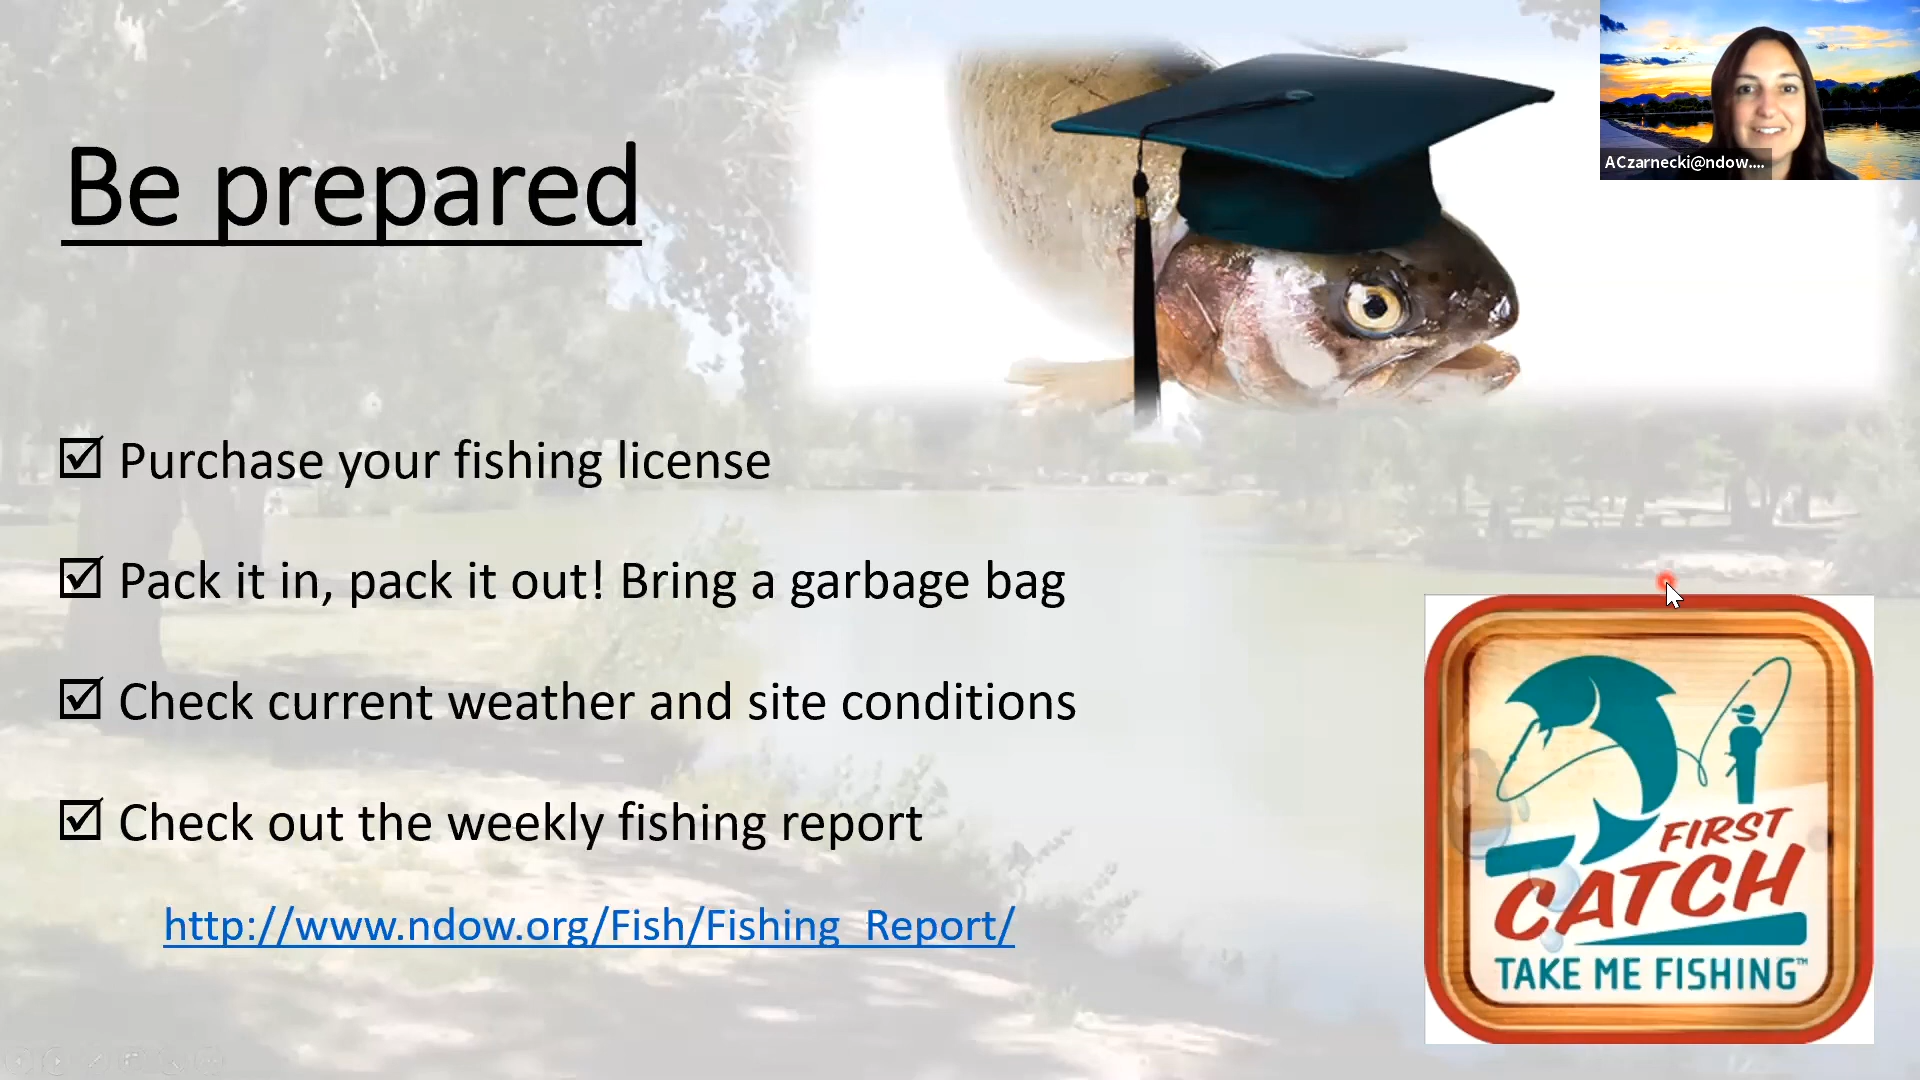 Be prepared
ACzarnecki@ndow....
☑ Purchase your fishing license
☑ Pack it in, pack it out! Bring a garbage bag
☑ Check current weather and site conditions
☑ Check out the weekly fishing report
http://www.ndow.org/Fish/Fishing_Report/
FIRST
CATCH
TAKE ME FISHING™